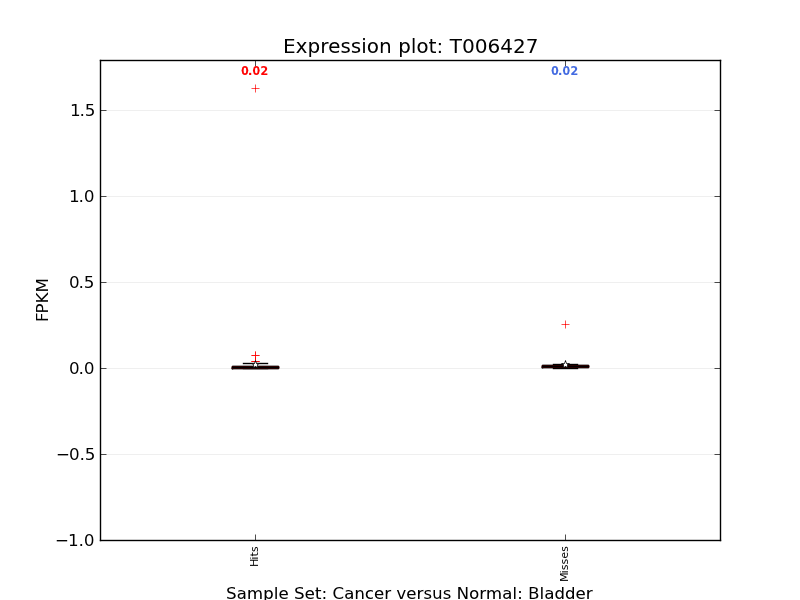 Expression plot: T006427
0.02
0.02
1.5
1.0
0.5
0.0
−0.5
−1.0
FPKM
Hits
Misses
Sample Set: Cancer versus Normal: Bladder